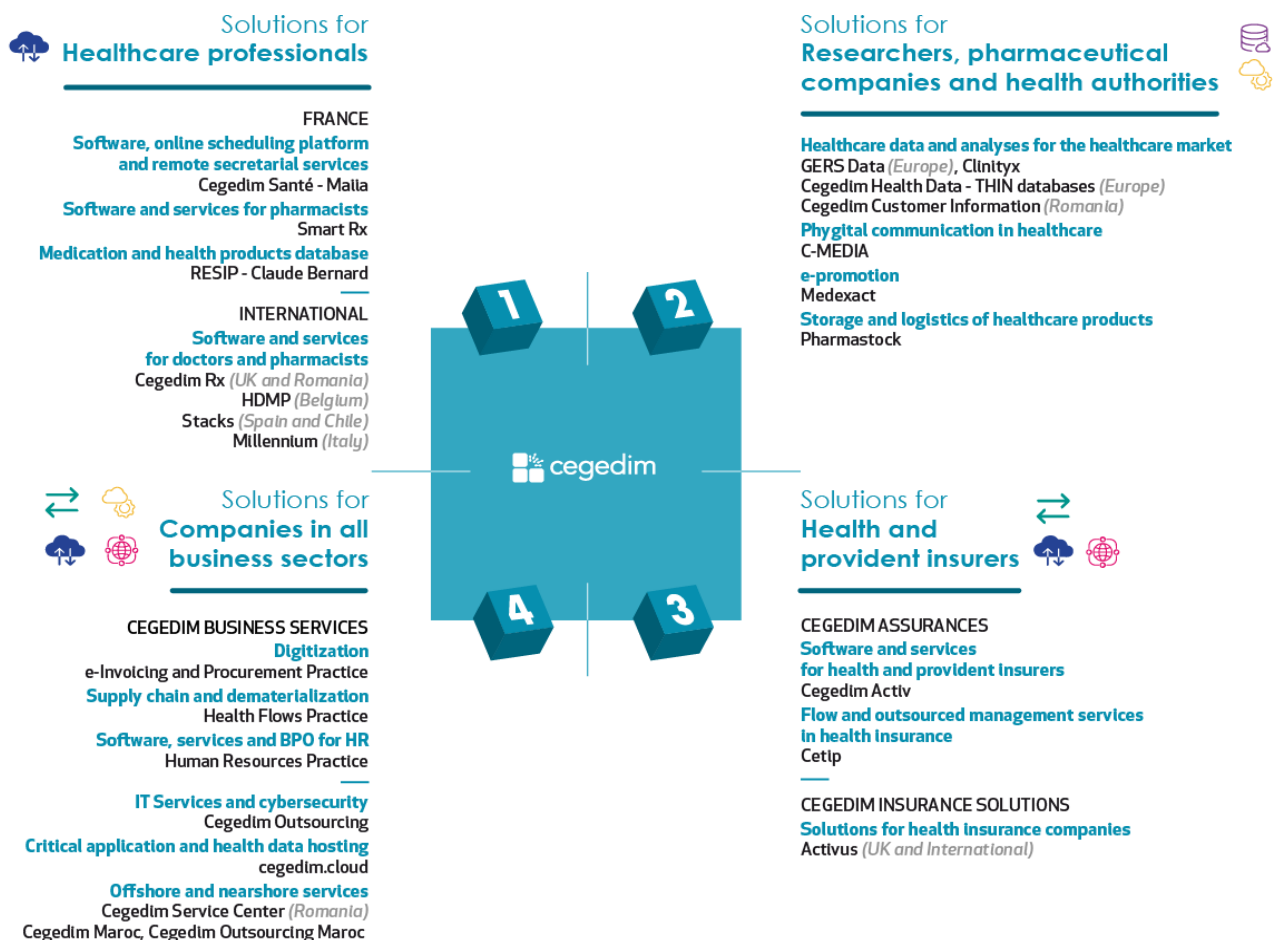 Solutions for
Healthcare professionals
FRANCE
Software, online scheduling platform
and remote secretarial services
Cegedim Santé - Maiia
Software and services for pharmacists
Smart Rx
Medication and health products database
RESIP - Claude Bernard
INTERNATIONAL
Software and services
for doctors and pharmacists
Cegedim Rx (UK and Romania)
HDMP (Belgium)
Stacks (Spain and Chile)
Millennium (Italy)
Solutions for
Researchers, pharmaceutical
companies and health authorities
Healthcare data and analyses for the healthcare market
GERS Data (Europe), Clinityx
Cegedim Health Data - THIN databases (Europe)
Cegedim Customer Information (Romania)
Phygital communication in healthcare
C-MEDIA
e-promotion
Medexact
Storage and logistics of healthcare products
Pharmastock
1
2
cegedim
4
3
Solutions for
Companies in all
business sectors
CEGEDIM BUSINESS SERVICES
Digitization
e-Invoicing and Procurement Practice
Supply chain and dematerialization
Health Flows Practice
Software, services and BPO for HR
Human Resources Practice
IT Services and cybersecurity
Cegedim Outsourcing
Critical application and health data hosting
cegedim.cloud
Offshore and nearshore services
Cegedim Service Center (Romania)
Cegedim Maroc, Cegedim Outsourcing Maroc
Solutions for
Health and
provident insurers
CEGEDIM ASSURANCES
Software and services
for health and provident insurers
Cegedim Activ
Flow and outsourced management services
in health insurance
Cetip
CEGEDIM INSURANCE SOLUTIONS
Solutions for health insurance companies
Activus (UK and International)